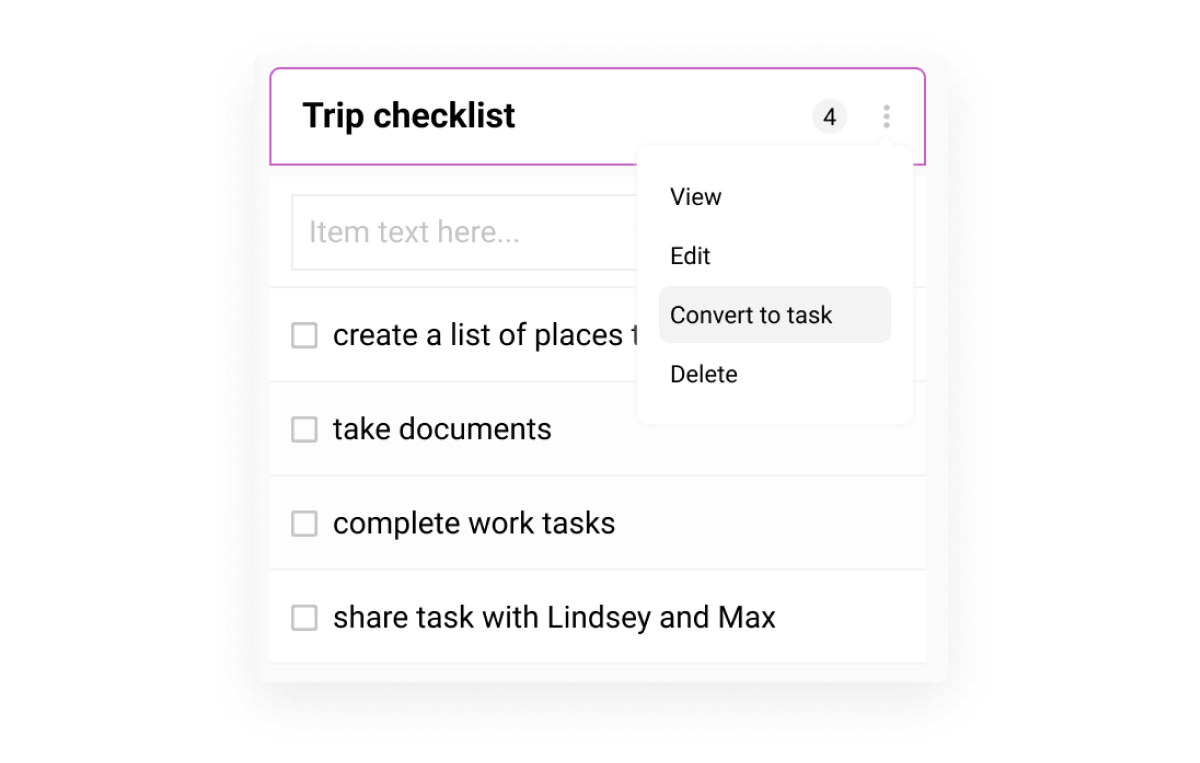 Trip checklist
4
View
Item text here...
Edit
Convert to task
create a list of places
Delete
take documents
complete work tasks
share task with Lindsey and Max